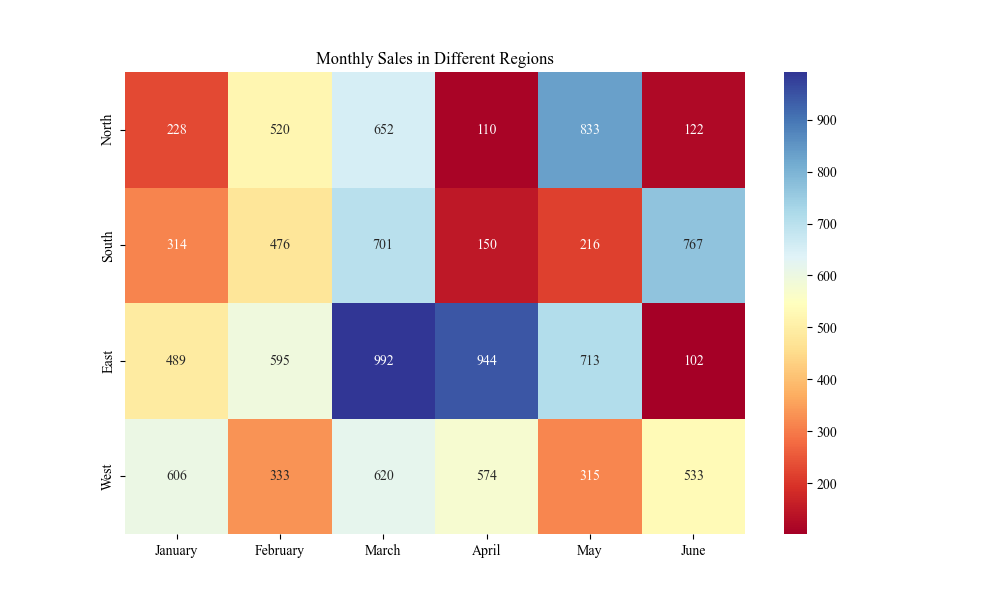 Monthly Sales in Different Regions
North 228 520 652 110 833 122
South 314 476 701 150 216 767
East 489 595 992 944 713 102
West 606 333 620 574 315 533
January February March April May June
900
800
700
600
500
400
300
200